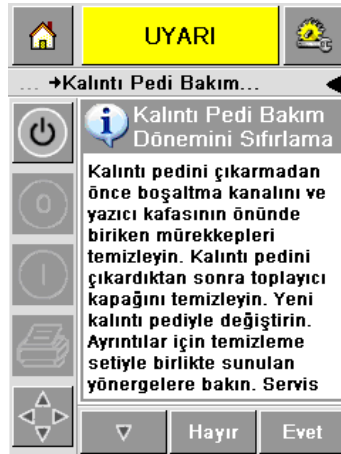 UYARI
... →Kalıntı Pedi Bakım...
Kalıntı Pedi Bakım
Dönemini Sıfırlama
Kalıntı pedini çıkarmadan
önce boşaltma kanalını ve
yazıcı kafasının önünde
biriken mürekkepleri
temizleyin. Kalıntı pedini
çıkardıktan sonra toplayıcı
kapağını temizleyin. Yeni
kalıntı pediyle değiştirin.
Ayrıntılar için temizleme
setiyle birlikte sunulan
yönergelere bakın. Servis
Hayır
Evet